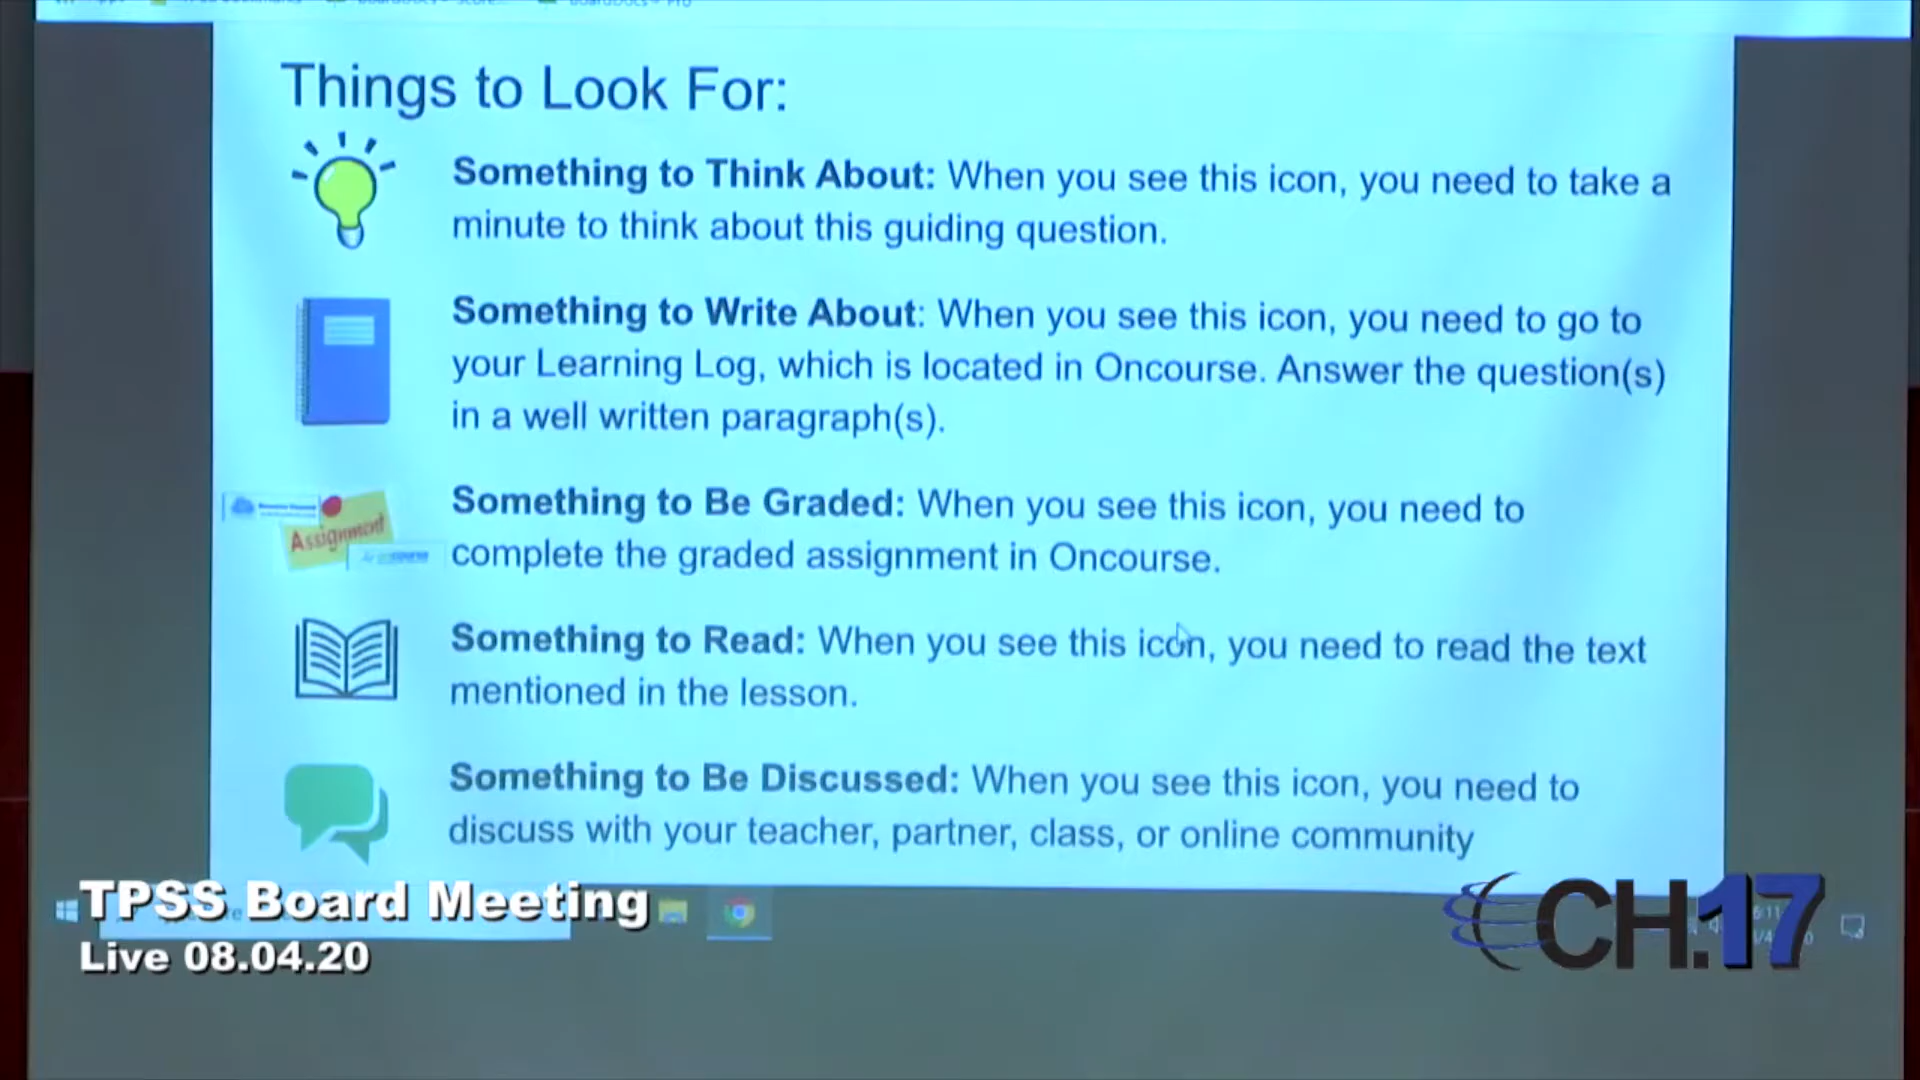 Things to Look For:
Something to Think About: When you see this icon, you need to take a
minute to think about this guiding question.
Something to Write About: When you see this icon, you need to go to
your Learning Log, which is located in Oncourse. Answer the question(s)
in a well written paragraph(s).
Assignment
Something to Be Graded: When you see this icon, you need to
complete the graded assignment in Oncourse.
Something to Read: When you see this icon, you need to read the text
mentioned in the lesson.
Something to Be Discussed: When you see this icon, you need to
discuss with your teacher, partner, class, or online community
TPSS Board Meeting
Live 08.04.20
CH.17